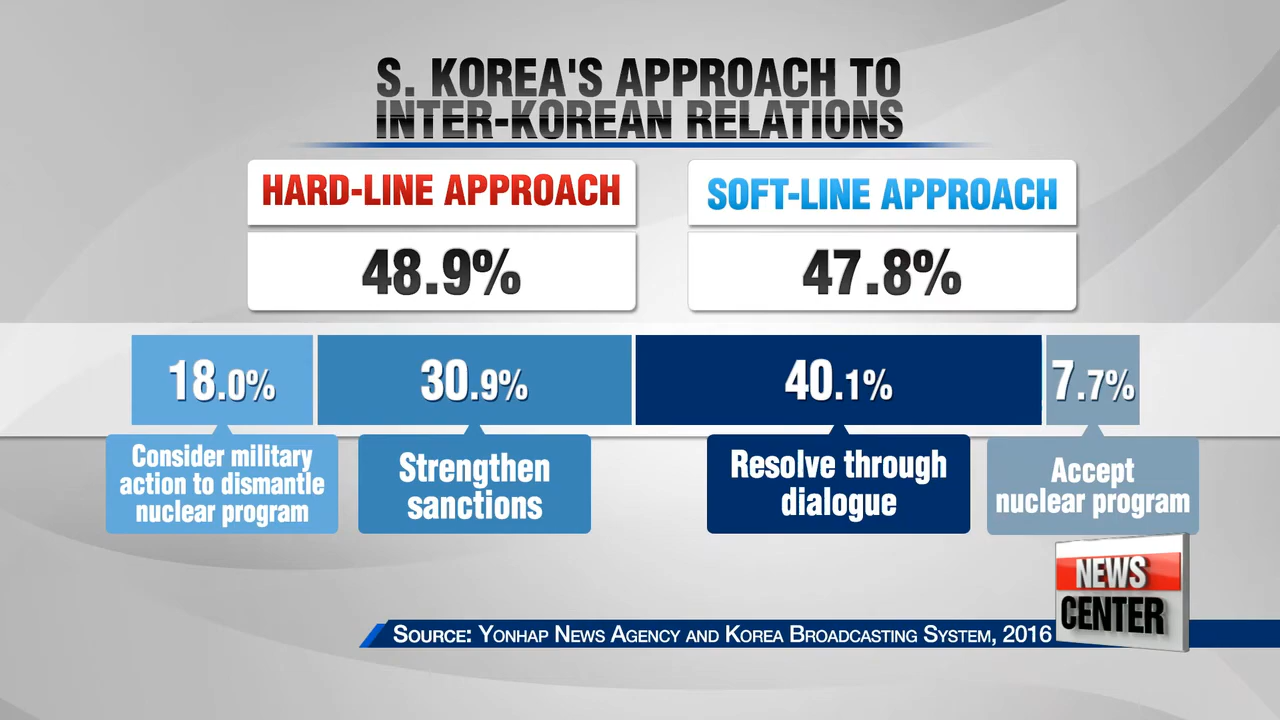 S. KOREA'S APPROACH TO
INTER-KOREAN RELATIONS
HARD-LINE APPROACH
SOFT-LINE APPROACH
48.9%
47.8%
18.0%
30.9%
40.1%
7.7%
Consider military
action to dismantle
nuclear program
Strengthen
sanctions
Resolve through
dialogue
Accept
nuclear program
NEWS
CENTER
SOURCE: YONHAP NEWS AGENCY AND KOREA BROADCASTING SYSTEM, 2016